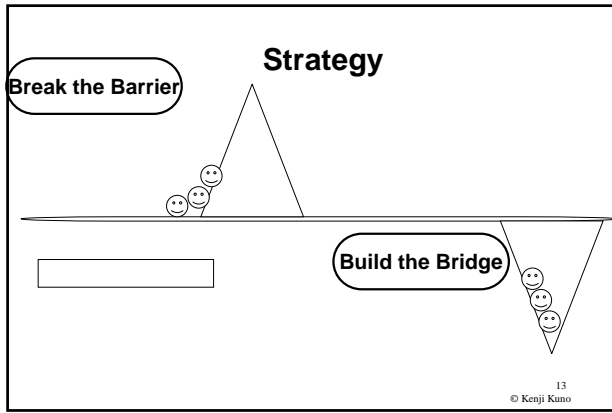 Strategy
Break the Barrier
Build the Bridge
13
© Kenji Kuno